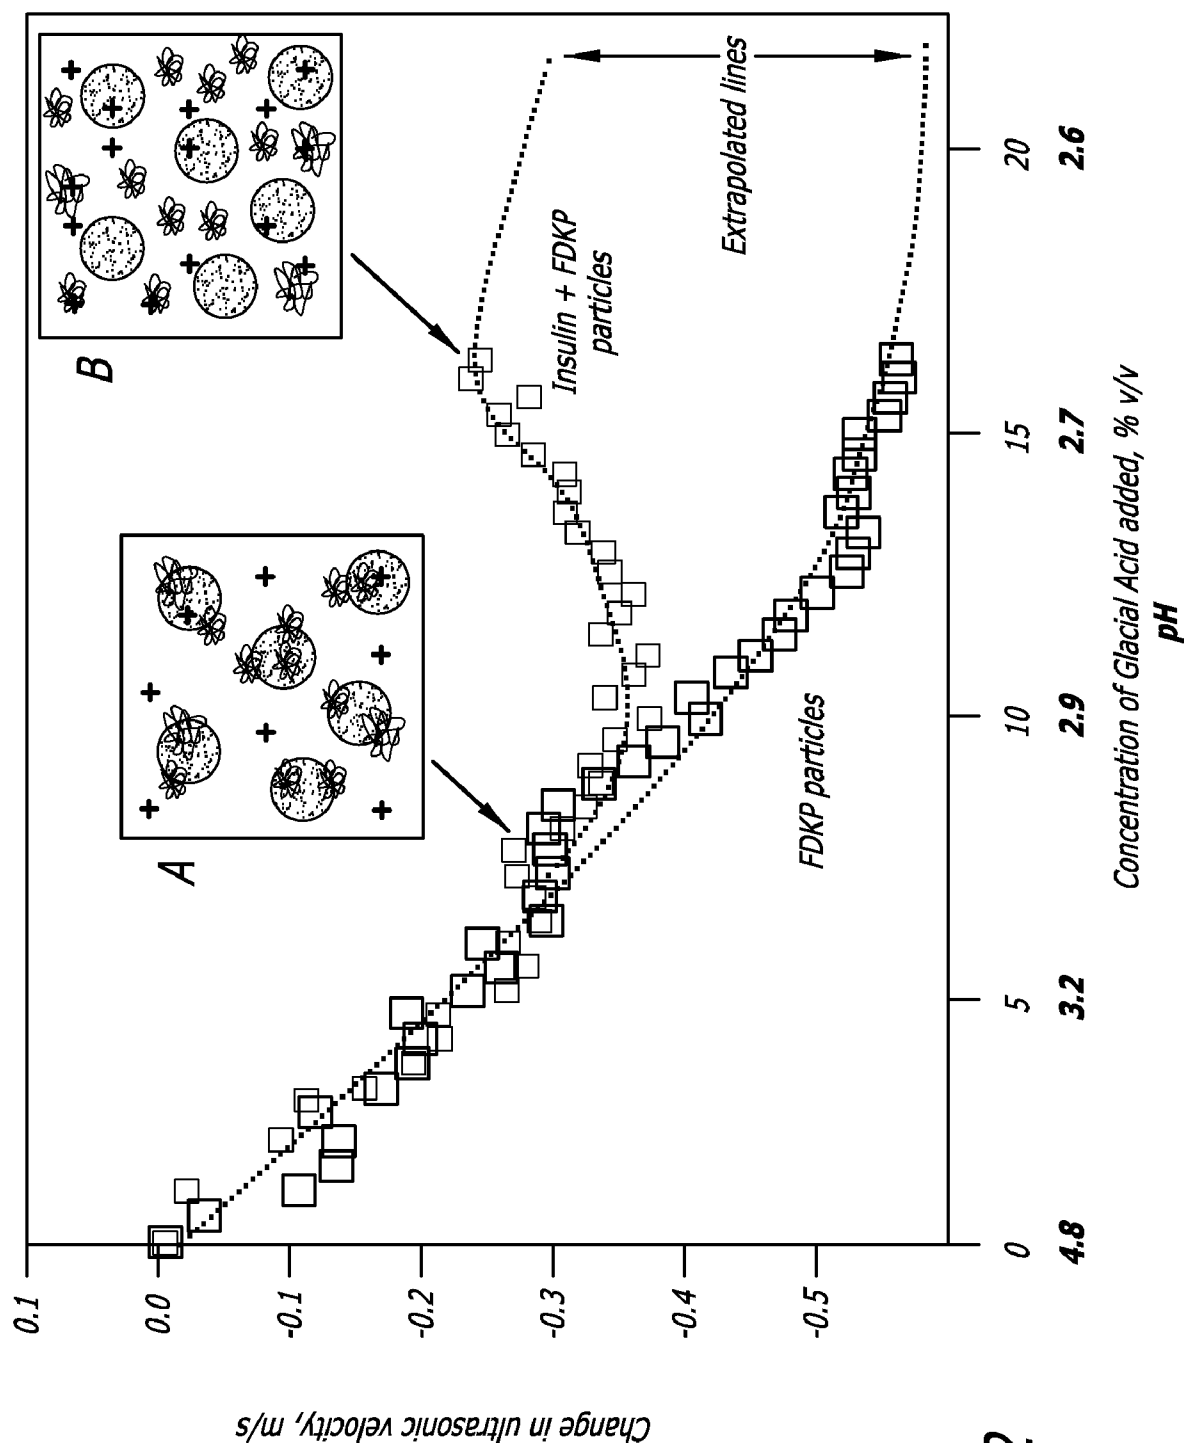 B
A
Insulin + FDKP
particles
Extrapolated lines
FDKP particles
0.1
0.0
-0.1
-0.2
-0.3
-0.4
-0.5
Change in ultrasonic velocity, m/s
0 5 10 15 20
4.8 3.2 2.9 2.7 2.6
Concentration of Glacial Acid added, % v/v
pH